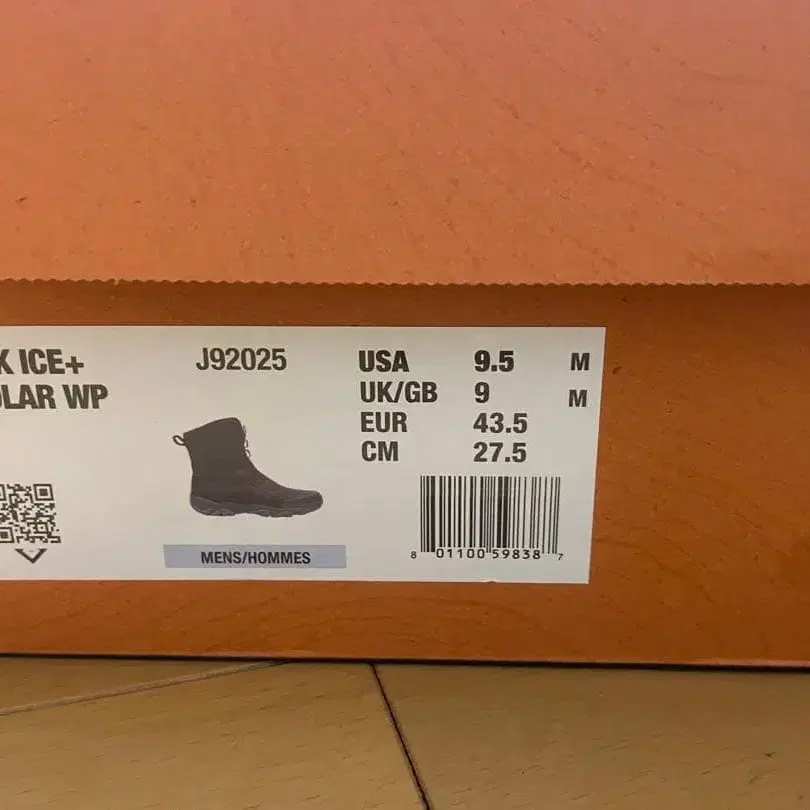 K ICE+
OLAR WP
J92025
MENS/HOMMES
USA 9.5 M
UK/GB 9 M
EUR 43.5
CM 27.5
8 01100 59838 7